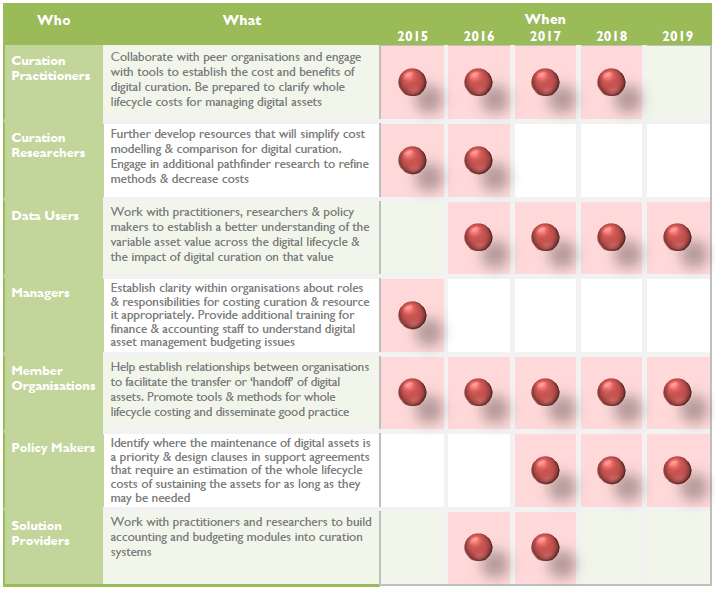 Who What When
2015 2016 2017 2018 2019
Curation
Practitioners
Collaborate with peer organisations and engage
with tools to establish the cost and benefits of
digital curation. Be prepared to clarify whole
lifecycle costs for managing digital assets
Curation
Researchers
Further develop resources that will simplify cost
modelling & comparison for digital curation.
Engage in additional pathfinder research to refine
methods & decrease costs
Data Users
Work with practitioners, researchers & policy
makers to establish a better understanding of the
variable asset value across the digital lifecycle &
the impact of digital curation on that value
Managers
Establish clarity within organisations about roles
& responsibilities for costing curation & resource
it appropriately. Provide additional training for
finance & accounting staff to understand digital
asset management budgeting issues
Member
Organisations
Help establish relationships between organisations
to facilitate the transfer or ‘handoff’ of digital
assets. Promote tools & methods for whole
lifecycle costing and disseminate good practice
Policy Makers
Identify where the maintenance of digital assets is
a priority & design clauses in support agreements
that require an estimation of the whole lifecycle
costs of sustaining the assets for as long as they
may be needed
Solution
Providers
Work with practitioners and researchers to build
accounting and budgeting modules into curation
systems